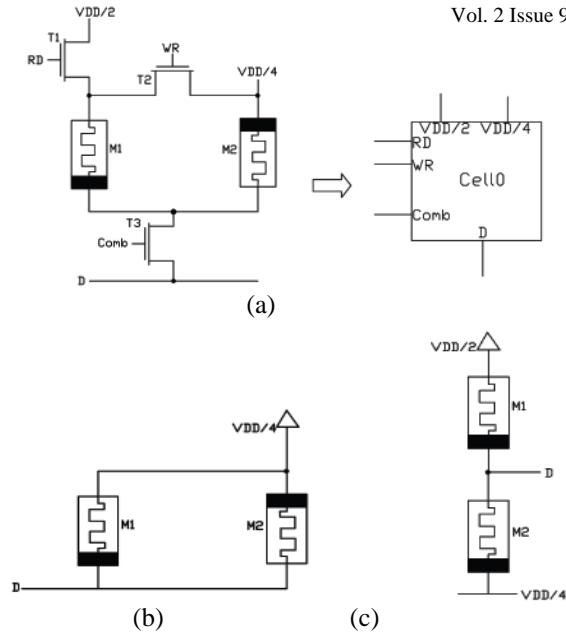 Vol. 2 Issue 9
VDD/2
T1
RD
WR
T2
VDD/4
M1
M2
T3
Comb
D
VDD/2 VDD/4
RD
WR
Cell0
Comb
D
(a)
VDD/4
M1
M2
D
(b)
VDD/2
M1
D
M2
VDD/4
(c)